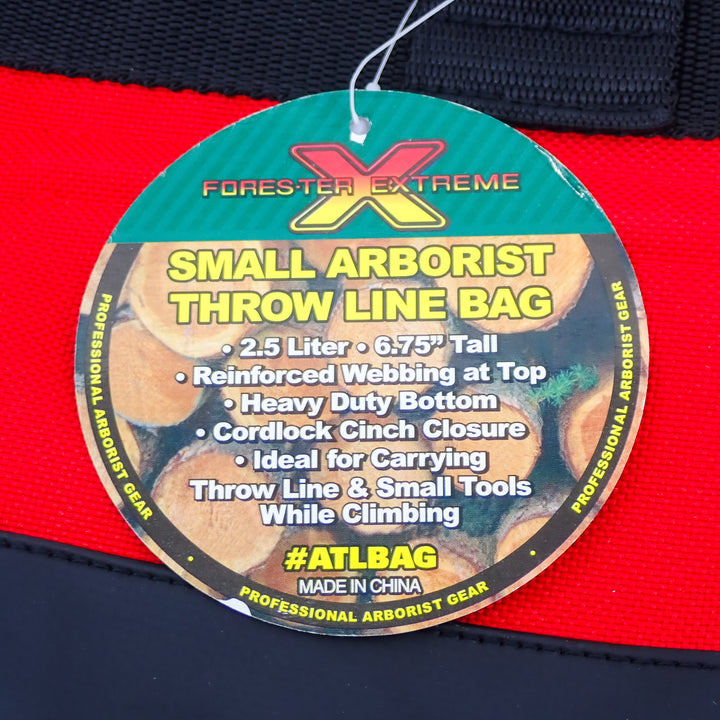 FORESTER EXTREME
SMALL ARBORIST
THROW LINE BAG
• 2.5 Liter • 6.75” Tall
• Reinforced Webbing at Top
• Heavy Duty Bottom
• Cordlock Cinch Closure
• Ideal for Carrying
Throw Line & Small Tools
While Climbing
#ATLBAG
MADE IN CHINA
PROFESSIONAL ARBORIST GEAR
• PROFESSIONAL ARBORIST GEAR •
PROFESSIONAL ARBORIST GEAR